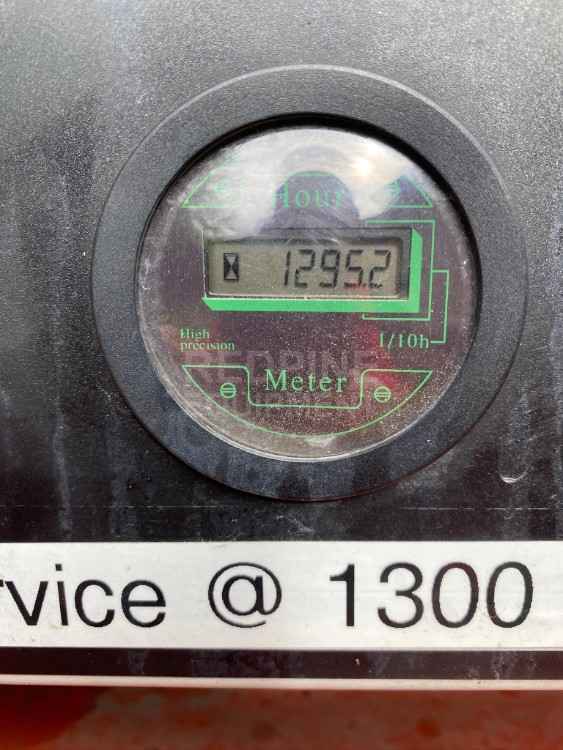 Hour
1295.2
High
precision
1/10h
Meter
rvice @ 1300